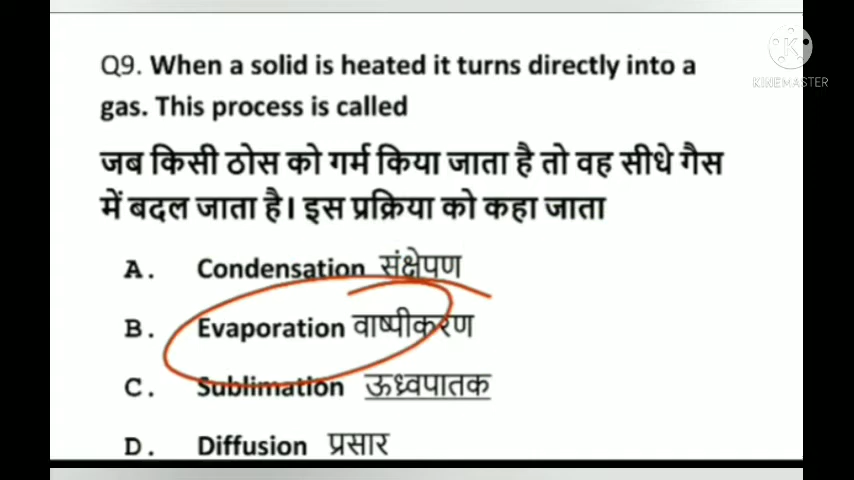 KINEMASTER
Q9. When a solid is heated it turns directly into a
gas. This process is called
जब किसी ठोस को गर्म किया जाता है तो वह सीधे गैस
में बदल जाता है। इस प्रक्रिया को कहा जाता
A. Condensation संक्षेपण
B. Evaporation वाष्पीकरण
C. Sublimation ऊध्र्वपातक
D. Diffusion प्रसार